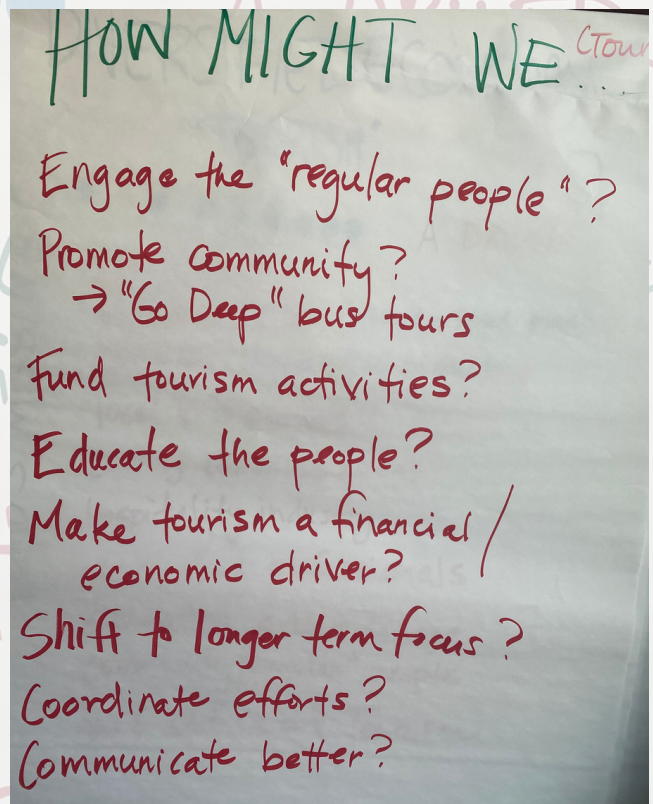 HOW MIGHT WE...
Engage the "regular people"?
Promote community?
→ "Go Deep" bus tours
Fund tourism activities?
Educate the people?
Make tourism a financial /
economic driver?
Shift to longer term focus?
Coordinate efforts?
Communicate better?